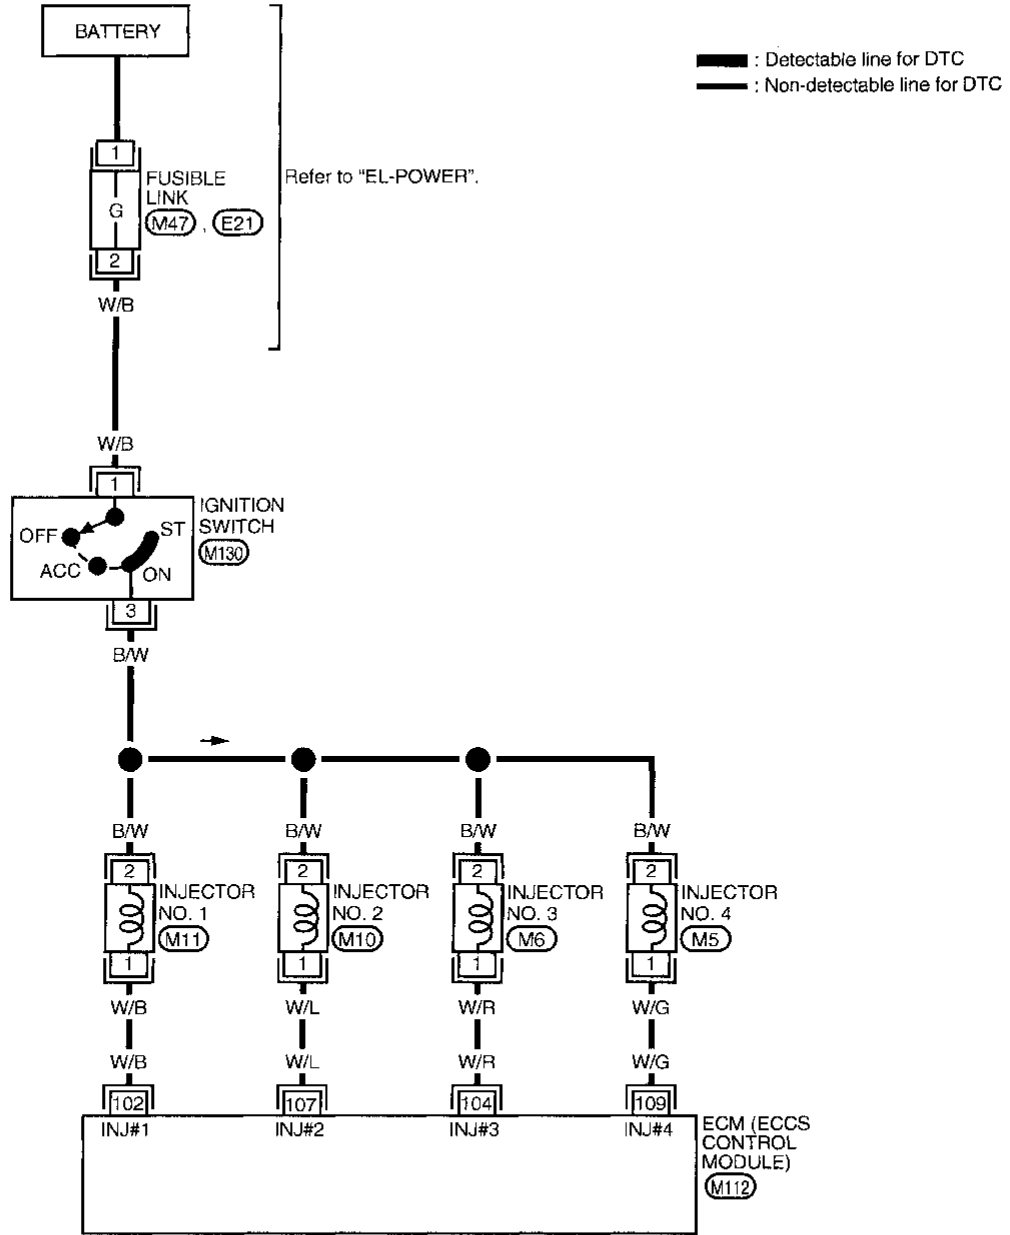 BATTERY
: Detectable line for DTC
: Non-detectable line for DTC
1
FUSIBLE
LINK
G
M47 , E21
Refer to "EL-POWER".
2
W/B
W/B
1
IGNITION
SWITCH
M130
OFF
ST
ACC
ON
3
B/W
B/W B/W B/W B/W
2 2 2 2
INJECTOR INJECTOR INJECTOR INJECTOR
NO. 1 NO. 2 NO. 3 NO. 4
M11 M10 M6 M5
1 1 1 1
W/B W/L W/R W/G
W/B W/L W/R W/G
102 107 104 109
INJ#1 INJ#2 INJ#3 INJ#4
ECM (ECCS
CONTROL
MODULE)
M112